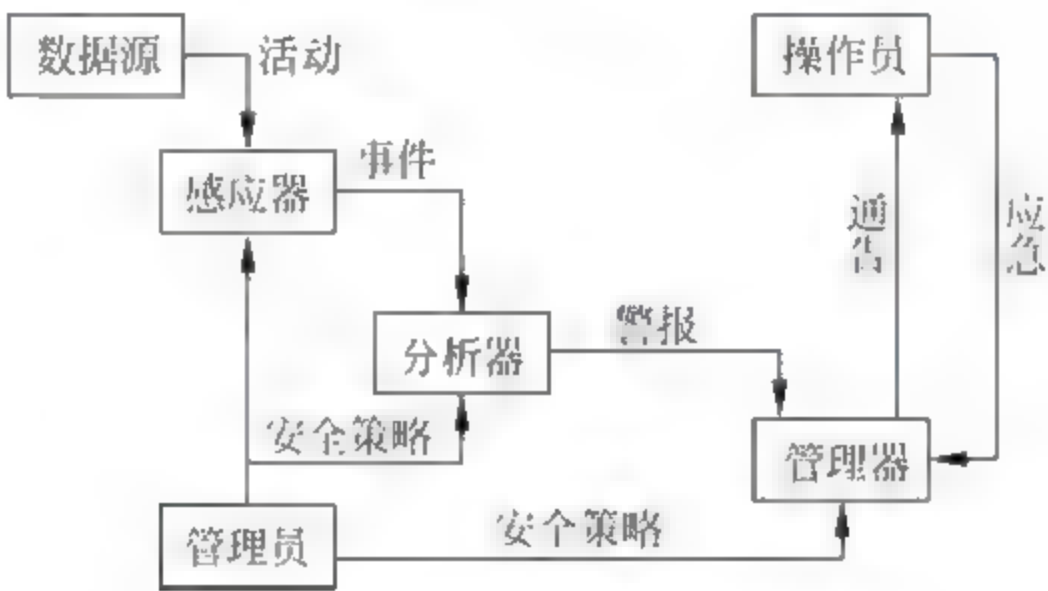 数据源
活动
操作员
感应器
事件
通告
应急
分析器
警报
安全策略
管理器
管理员
安全策略